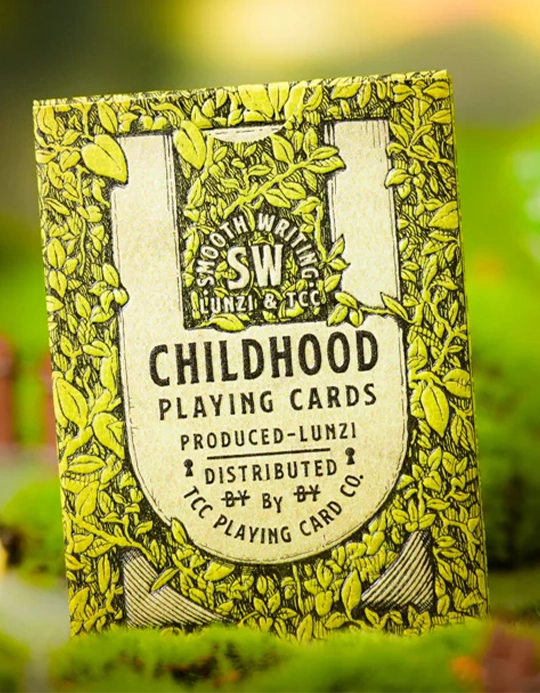 SMOOTH WRITING.
SW
LUNZI & TCC
CHILDHOOD
PLAYING CARDS
PRODUCED-LUNZI
DISTRIBUTED
BY By BY
TCC PLAYING CARD CO.